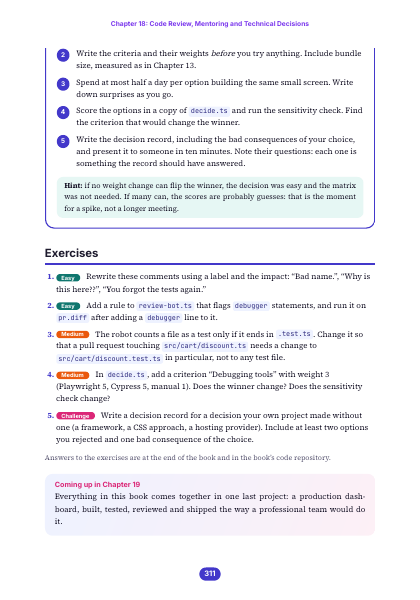 Chapter 18: Code Review, Mentoring and Technical Decisions
2 Write the criteria and their weights before you try anything. Include bundle
size, measured as in Chapter 13.
3 Spend at most half a day per option building the same small screen. Write
down surprises as you go.
4 Score the options in a copy of decide.ts and run the sensitivity check. Find
the criterion that would change the winner.
5 Write the decision record, including the bad consequences of your choice,
and present it to someone in ten minutes. Note their questions: each one is
something the record should have answered.
Hint: if no weight change can flip the winner, the decision was easy and the matrix
was not needed. If many can, the scores are probably guesses: that is the moment
for a spike, not a longer meeting.
Exercises
1. Easy Rewrite these comments using a label and the impact: “Bad name.”, “Why is
this here??”, “You forgot the tests again.”
2. Easy Add a rule to review-bot.ts that flags debugger statements, and run it on
pr.diff after adding a debugger line to it.
3. Medium The robot counts a file as a test only if it ends in .test.ts. Change it so
that a pull request touching src/cart/discount.ts needs a change to
src/cart/discount.test.ts in particular, not to any test file.
4. Medium In decide.ts, add a criterion “Debugging tools” with weight 3
(Playwright 5, Cypress 5, manual 1). Does the winner change? Does the sensitivity
check change?
5. Challenge Write a decision record for a decision your own project made without
one (a framework, a CSS approach, a hosting provider). Include at least two options
you rejected and one bad consequence of the choice.
Answers to the exercises are at the end of the book and in the book’s code repository.
Coming up in Chapter 19
Everything in this book comes together in one last project: a production dash-
board, built, tested, reviewed and shipped the way a professional team would do
it.
311